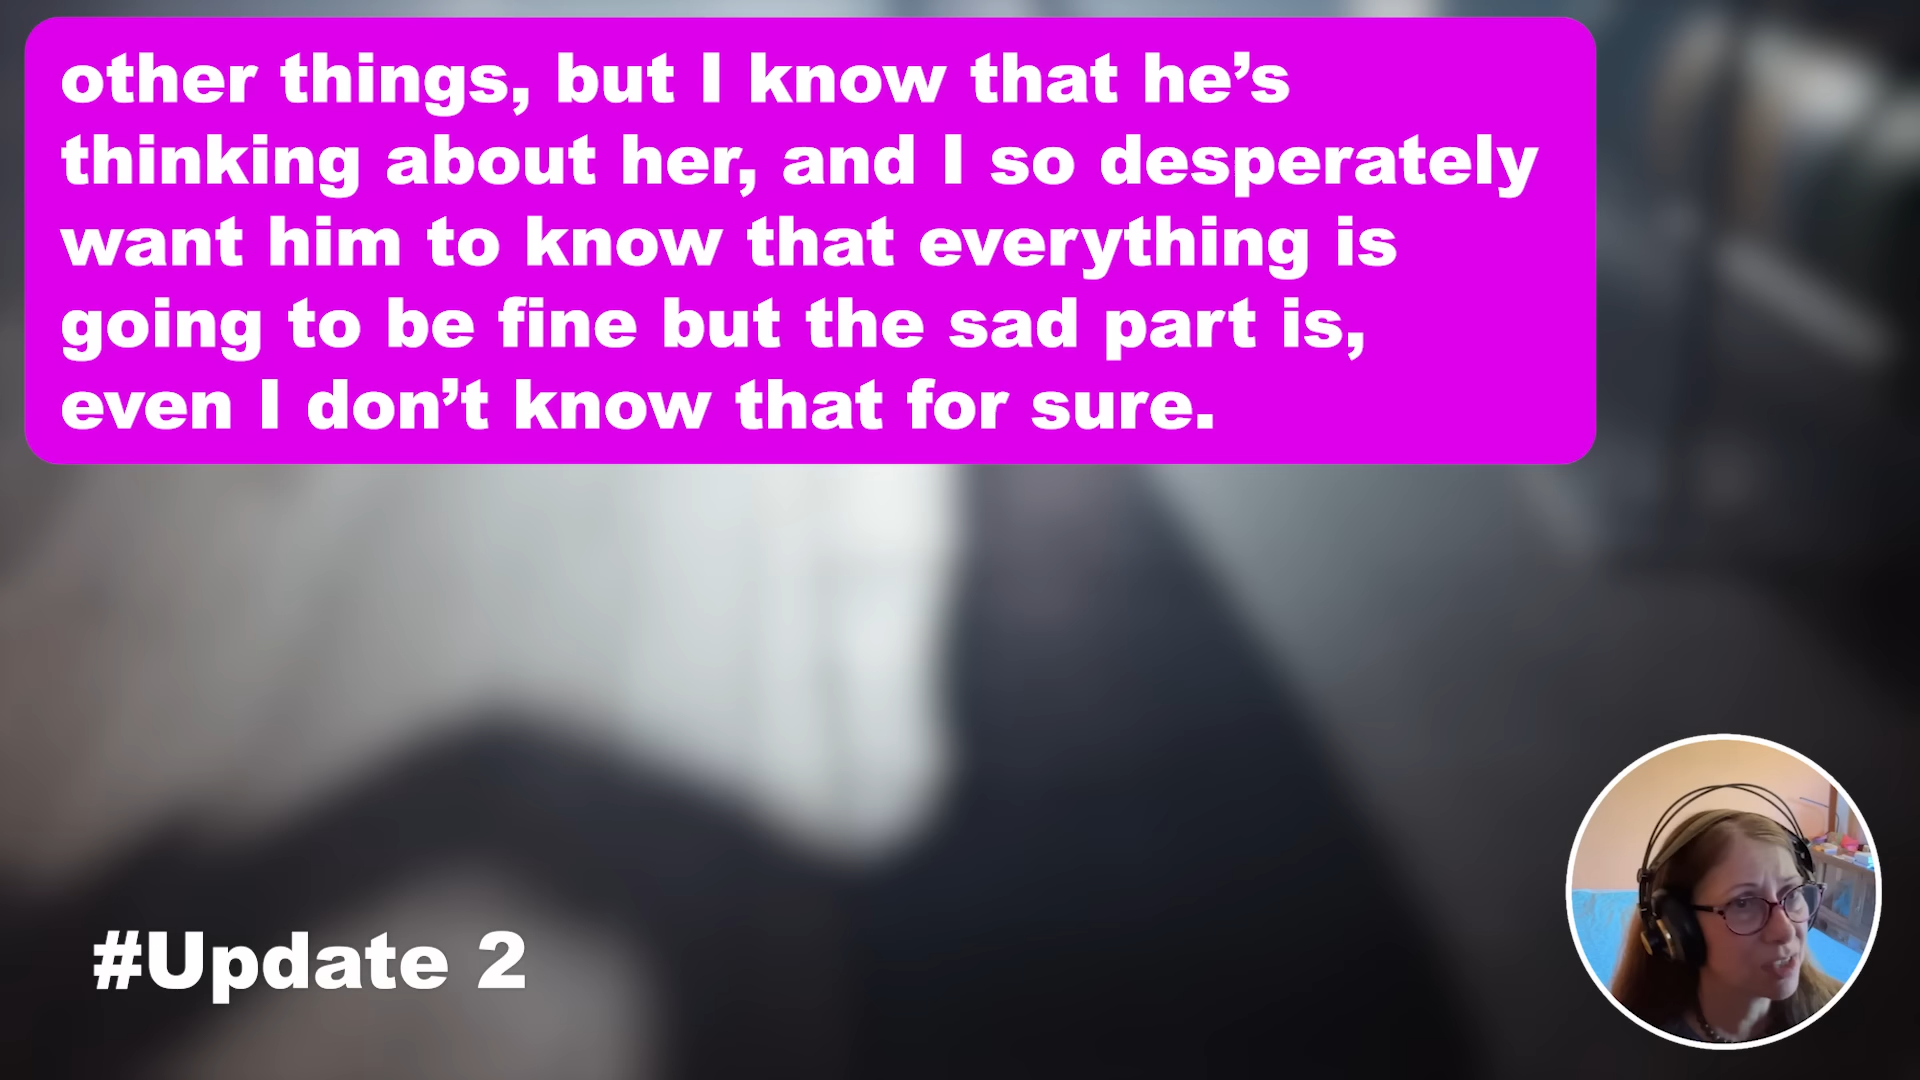 other things, but I know that he’s
thinking about her, and I so desperately
want him to know that everything is
going to be fine but the sad part is,
even I don’t know that for sure.
#Update 2